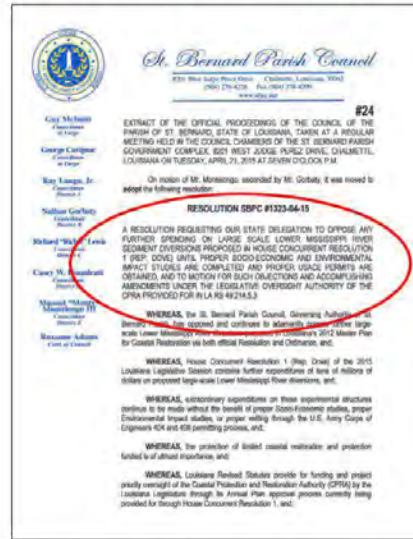 St. Bernard Parish Council
8201 West Judge Perez Drive Chalmette, Louisiana, 70043
www.sbpg.net
#24
Guy McInnis
Councilman
at Large
George Cavignac
Councilman
at Large
Ray Lauga, Jr.
Councilman
District A
Nathan Gorbaty
Councilman
District B
Richard "Richie" Lewis
Councilman
Casey W. Hunnicutt
Councilman
Manuel "Monty"
Montelongo III
Councilman
District E
Roxanne Adams
Clerk of Council
EXTRACT OF THE OFFICIAL PROCEEDINGS OF THE COUNCIL OF THE
PARISH OF ST. BERNARD, STATE OF LOUISIANA, TAKEN AT A REGULAR
MEETING HELD IN THE COUNCIL CHAMBERS OF THE ST. BERNARD PARISH
GOVERNMENT COMPLEX, 8201 WEST JUDGE PEREZ DRIVE, CHALMETTE,
LOUISIANA ON TUESDAY, APRIL 21, 2015 AT SEVEN O'CLOCK P.M.
On motion of Mr. Montelongo, seconded by Mr. Gorbaty, it was moved to
adopt the following resolution:
RESOLUTION SBPC #1323-04-15
A RESOLUTION REQUESTING OUR STATE DELEGATION TO OPPOSE ANY
FURTHER SPENDING ON LARGE SCALE LOWER MISSISSIPPI RIVER
SEDIMENT DIVERSIONS PROPOSED IN HOUSE CONCURRENT RESOLUTION
1 (REP. DOVE) UNTIL PROPER SOCIO-ECONOMIC AND ENVIRONMENTAL
IMPACT STUDIES ARE COMPLETED AND PROPER USACE PERMITS ARE
OBTAINED, AND TO MOTION FOR SUCH OBJECTIONS AND ACCOMPLISHING
AMENDMENTS UNDER THE LEGISLATIVE OVERSIGHT AUTHORITY OF THE
CPRA PROVIDED FOR IN LA RS 49:214.5.3
WHEREAS, the St. Bernard Parish Council, Governing Authority of St.
Bernard Parish, has opposed and continues to adamantly oppose further large-
scale Mississippi River in Louisiana's 2012 Master Plan
for Coastal Restoration via both official Resolution and Ordinance, and;
WHEREAS, House Concurrent Resolution 1 (Rep. Dove) of the 2015
Louisiana Legislative Session contains further expenditures of tens of millions of
dollars on proposed large-scale Lower Mississippi River diversions, and;
WHEREAS, extraordinary expenditures on these experimental structures
continue to be made without the benefit of proper Socio-Economic studies, proper
Environmental Impact studies, or proper vetting through the U.S. Army Corps of
Engineers 404 and 408 permitting process, and;
WHEREAS, the protection of limited coastal restoration and protection
funded is of utmost importance, and;
WHEREAS, Louisiana Revised Statutes provide for funding and project
priority oversight of the Coastal Protection and Restoration Authority (CPRA) by the
Louisiana Legislature through its Annual Plan approval process currently being
provided for through House Concurrent Resolution 1, and;